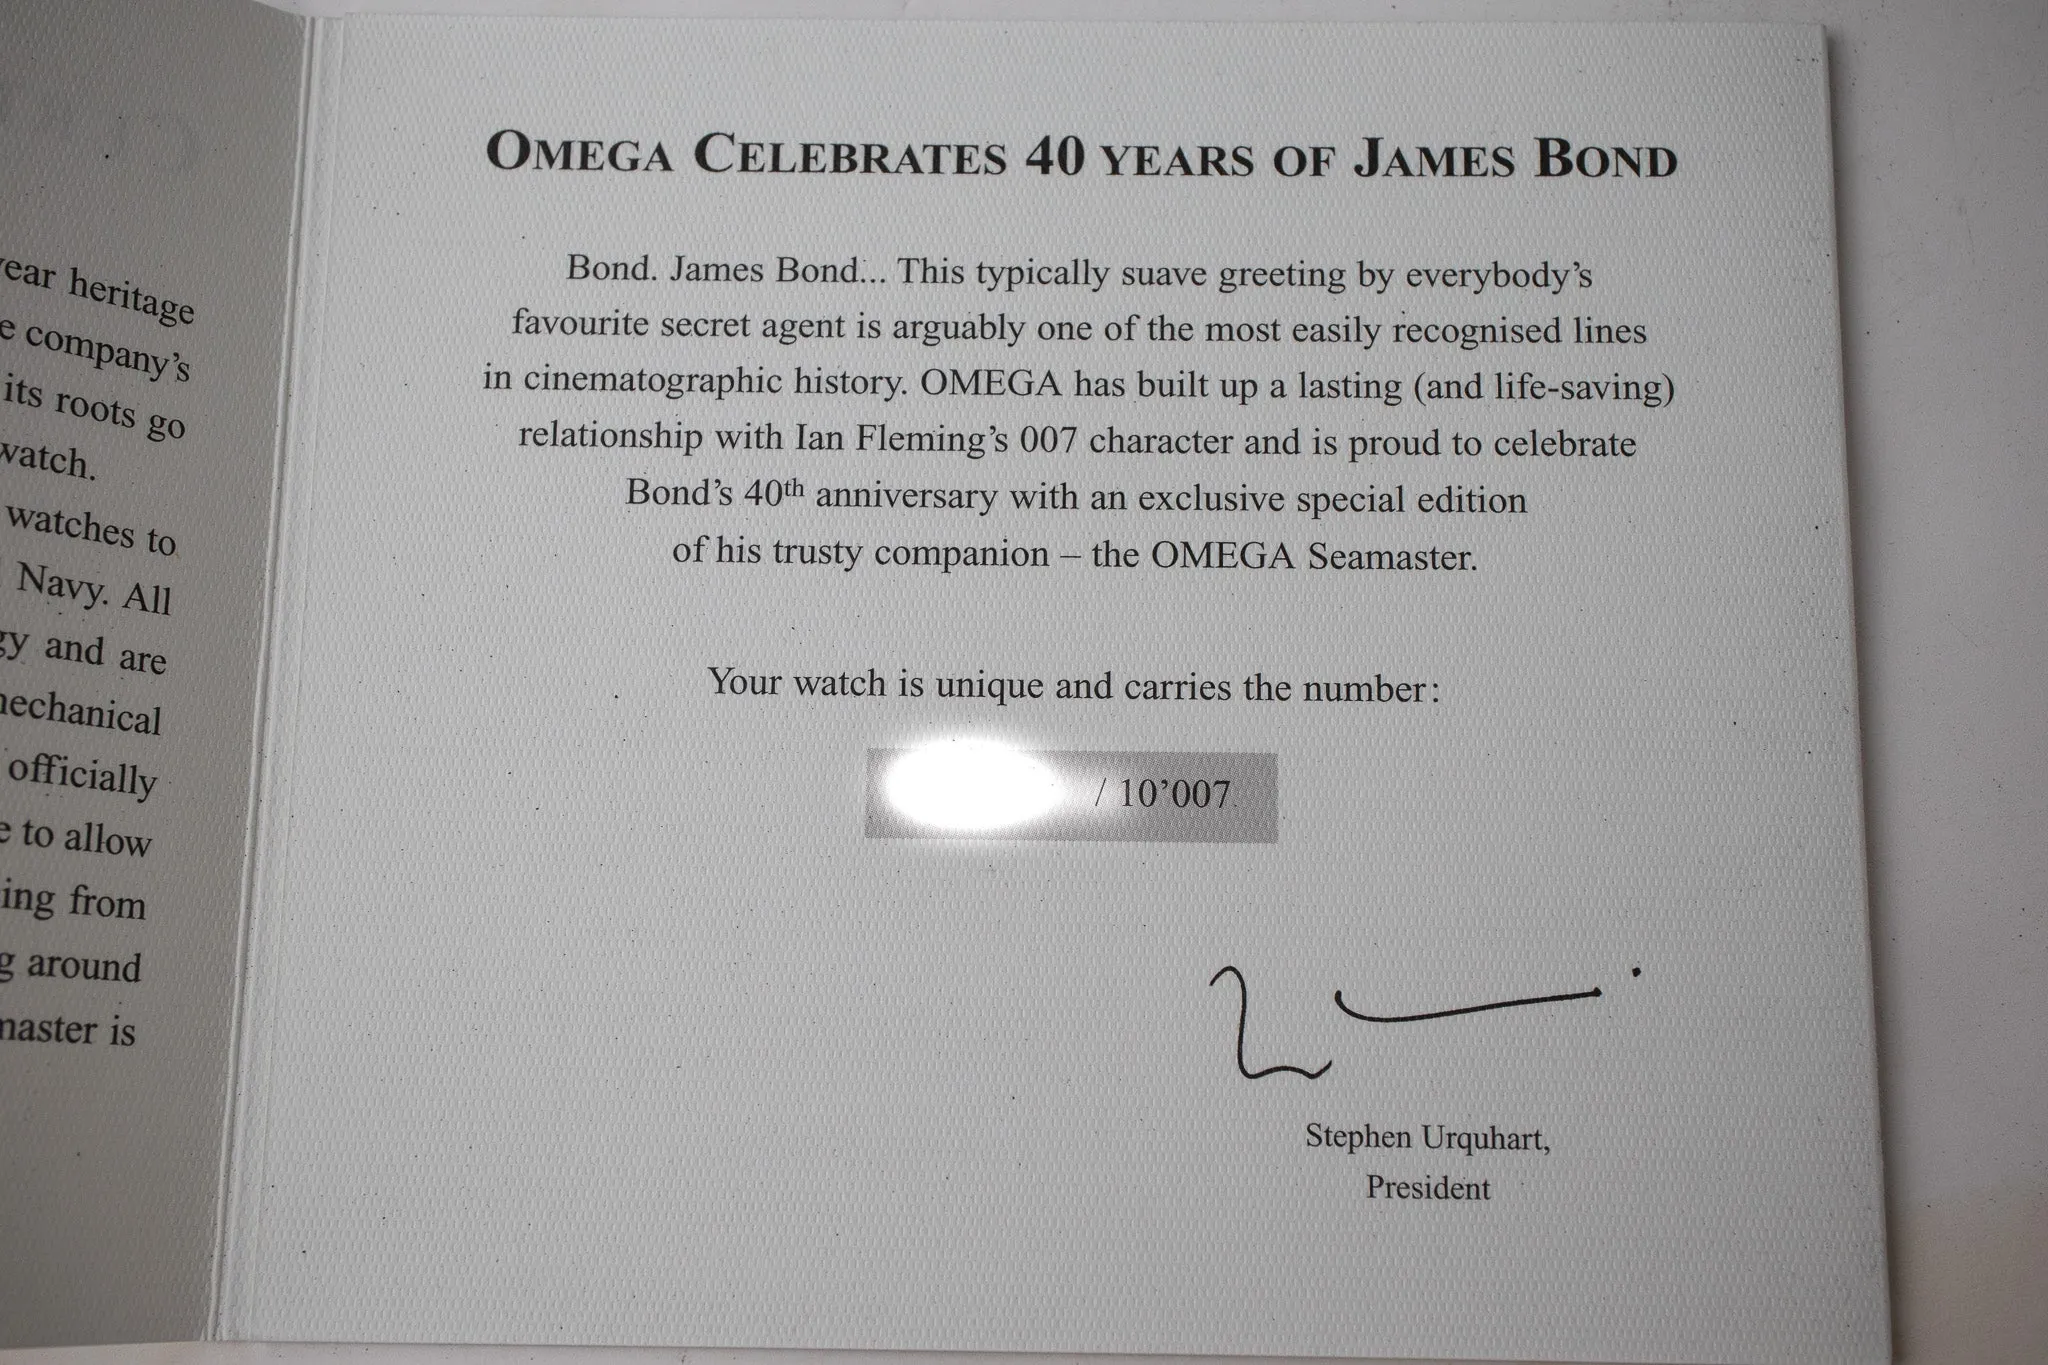 ear heritage
e company's
its roots go
watch.
watches to
Navy. All
gy and are
mechanical
officially
e to allow
ing from
g around
master is
OMEGA CELEBRATES 40 YEARS OF JAMES BOND
Bond. James Bond... This typically suave greeting by everybody's
favourite secret agent is arguably one of the most easily recognised lines
in cinematographic history. OMEGA has built up a lasting (and life-saving)
relationship with Ian Fleming's 007 character and is proud to celebrate
Bond's 40th anniversary with an exclusive special edition
of his trusty companion – the OMEGA Seamaster.
Your watch is unique and carries the number:
/ 10'007
Stephen Urquhart,
President